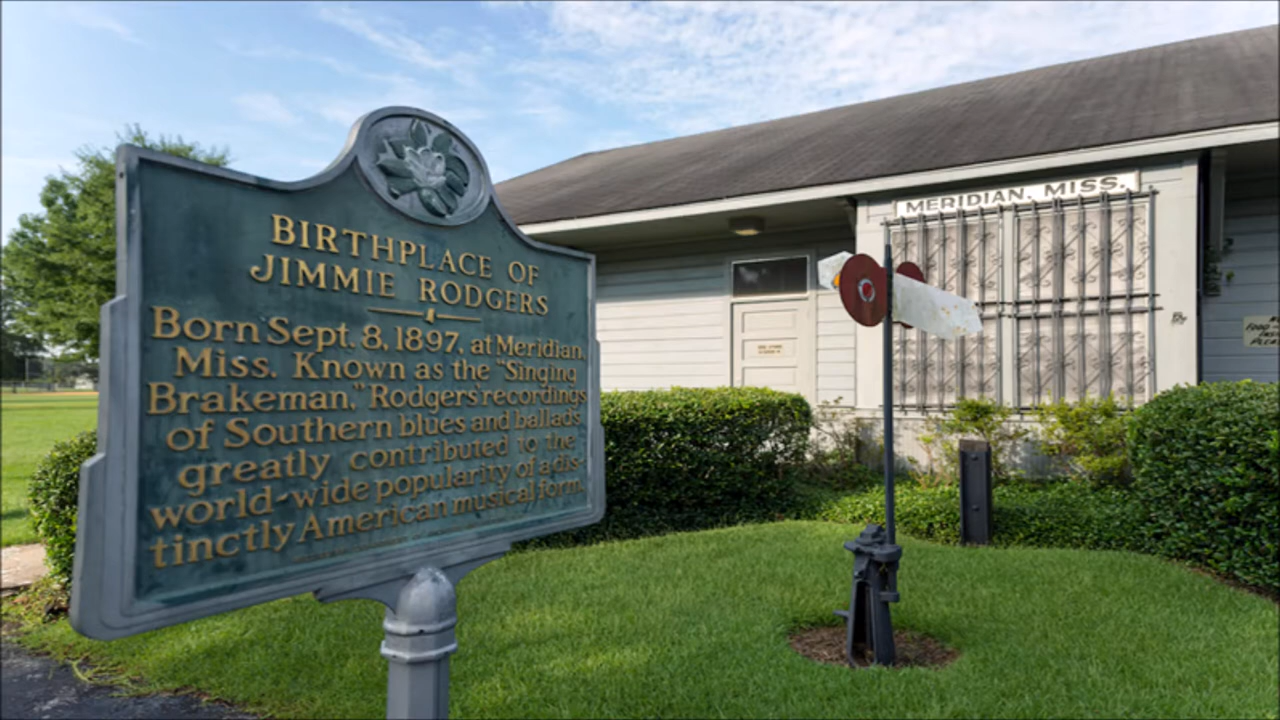 BIRTHPLACE OF
JIMMIE RODGERS
Born Sept. 8, 1897, at Meridian,
Miss. Known as the "Singing
Brakeman," Rodgers' recordings
of Southern blues and ballads
greatly contributed to the
world-wide popularity of a dis-
tinctly American musical form.
MERIDIAN, MISS.